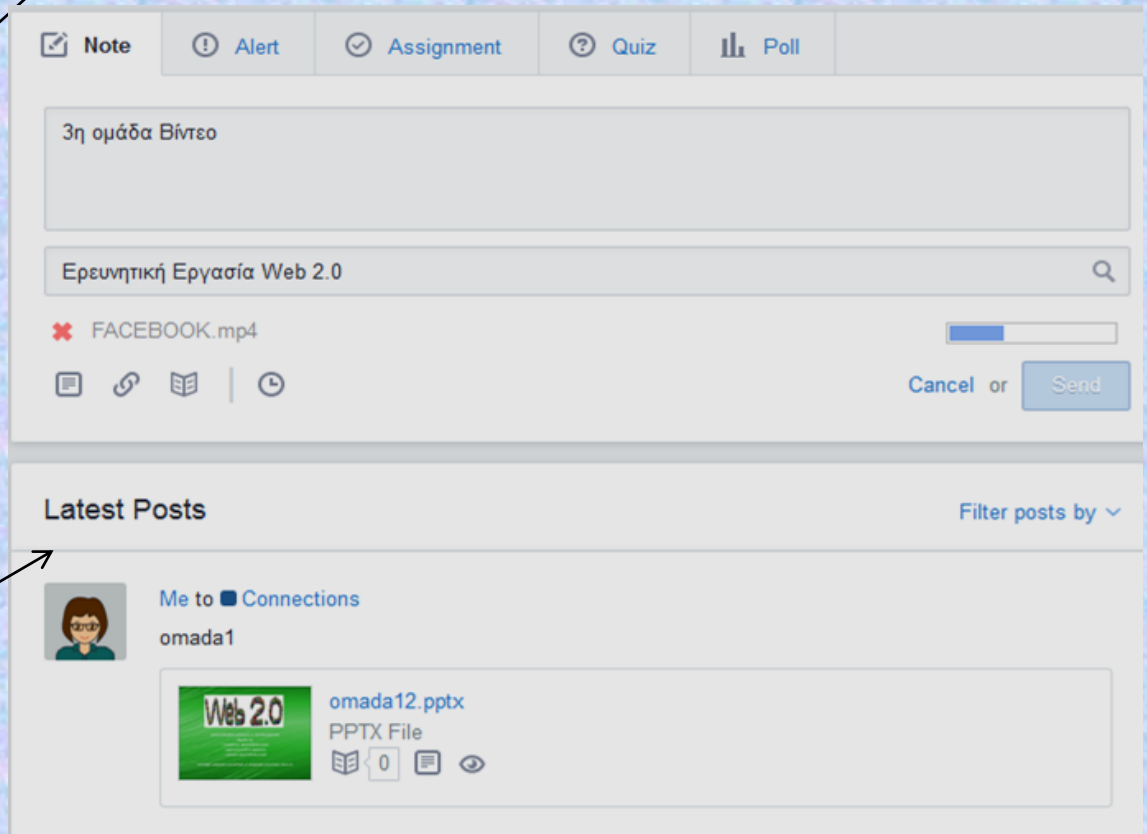 Note Alert Assignment Quiz Poll
3η ομάδα Βίντεο
Ερευνητική Εργασία Web 2.0
FACEBOOK.mp4
Cancel or Send
Latest Posts Filter posts by
Me to Connections
omada1
Web 2.0
omada12.pptx
PPTX File
0